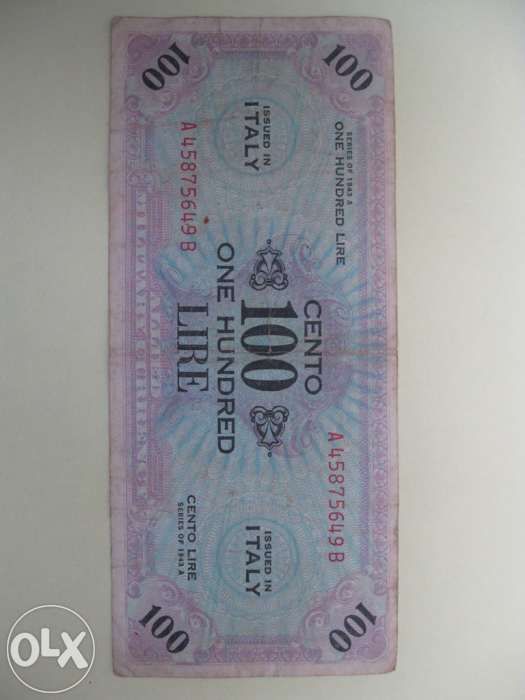 100
100
SERIES OF 1943 A
ONE HUNDRED LIRE
ISSUED IN
ITALY
A45875649B
CENTO
100
ONE HUNDRED
LIRE
A45875649B
ISSUED IN
ITALY
CENTO LIRE
SERIES OF 1943 A
100
100
OLX